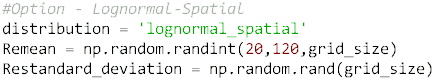 #Option - Lognormal-Spatial
distribution = 'lognormal_spatial'
Remean = np.random.randint(20,120,grid_size)
Restandard_deviation = np.random.rand(grid_size)